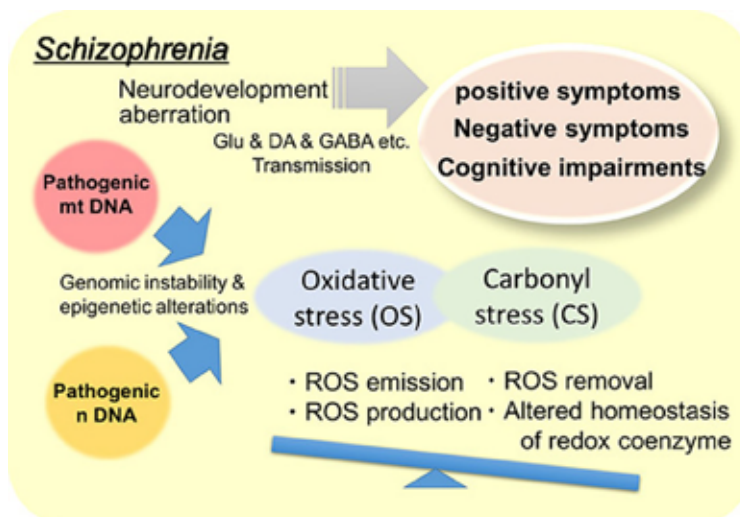 Schizophrenia
Neurodevelopment
aberration
Glu & DA & GABA etc.
Transmission
positive symptoms
Negative symptoms
Cognitive impairments
Pathogenic
mt DNA
Genomic instability &
epigenetic alterations
Pathogenic
n DNA
Oxidative
stress (OS)
Carbonyl
stress (CS)
・ROS emission
・ROS production
・ROS removal
・Altered homeostasis
of redox coenzyme